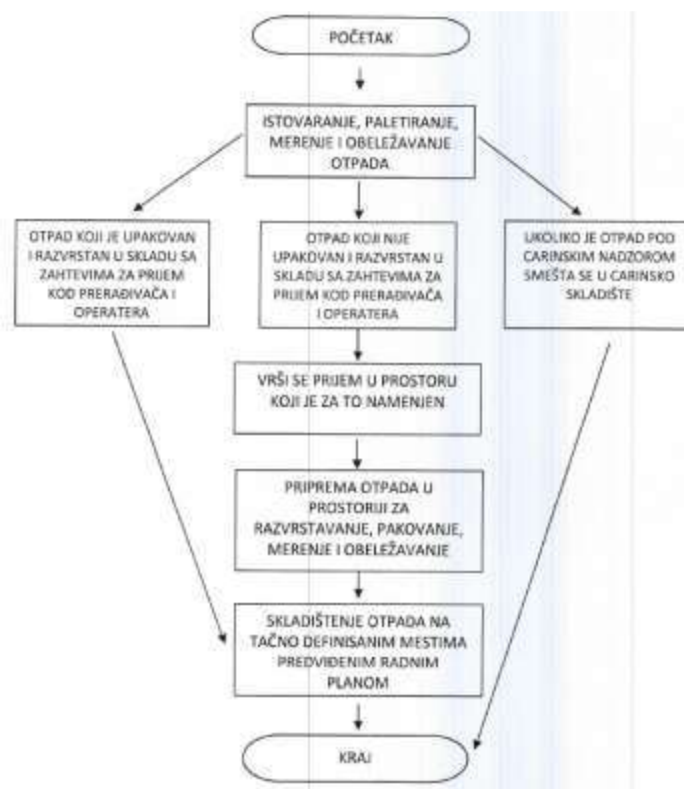 POČETAK
ISTOVARANJE, PALETIRANJE,
MERENJE I OBELEŽAVANJE
OTPADA
OTPAD KOJI JE UPAKOVAN
I RAZVRSTAN U SKLADU SA
ZAHTEVIMA ZA PRIJEM
KOD PRERAĐIVAČA I
OPERATERA
OTPAD KOJI NIJE
UPAKOVAN I RAZVRSTAN U
SKLADU SA ZAHTEVIMA ZA
PRIJEM KOD PRERAĐIVAČA
I OPERATERA
UKOLIKO JE OTPAD POD
CARINSKIM NADZOROM
SMEŠTA SE U CARINSKO
SKLADIŠTE
VRŠI SE PRIJEM U PROSTORU
KOJI JE ZA TO NAMENJEN
PRIPREMA OTPADA U
PROSTORIJI ZA
RAZVRSTAVANJE, PAKOVANJE,
MERENJE I OBELEŽAVANJE
SKLADIŠTENJE OTPADA NA
TAČNO DEFINISANIM MESTIMA
PREDVIĐENIM RADNIM
PLANOM
KRAJ